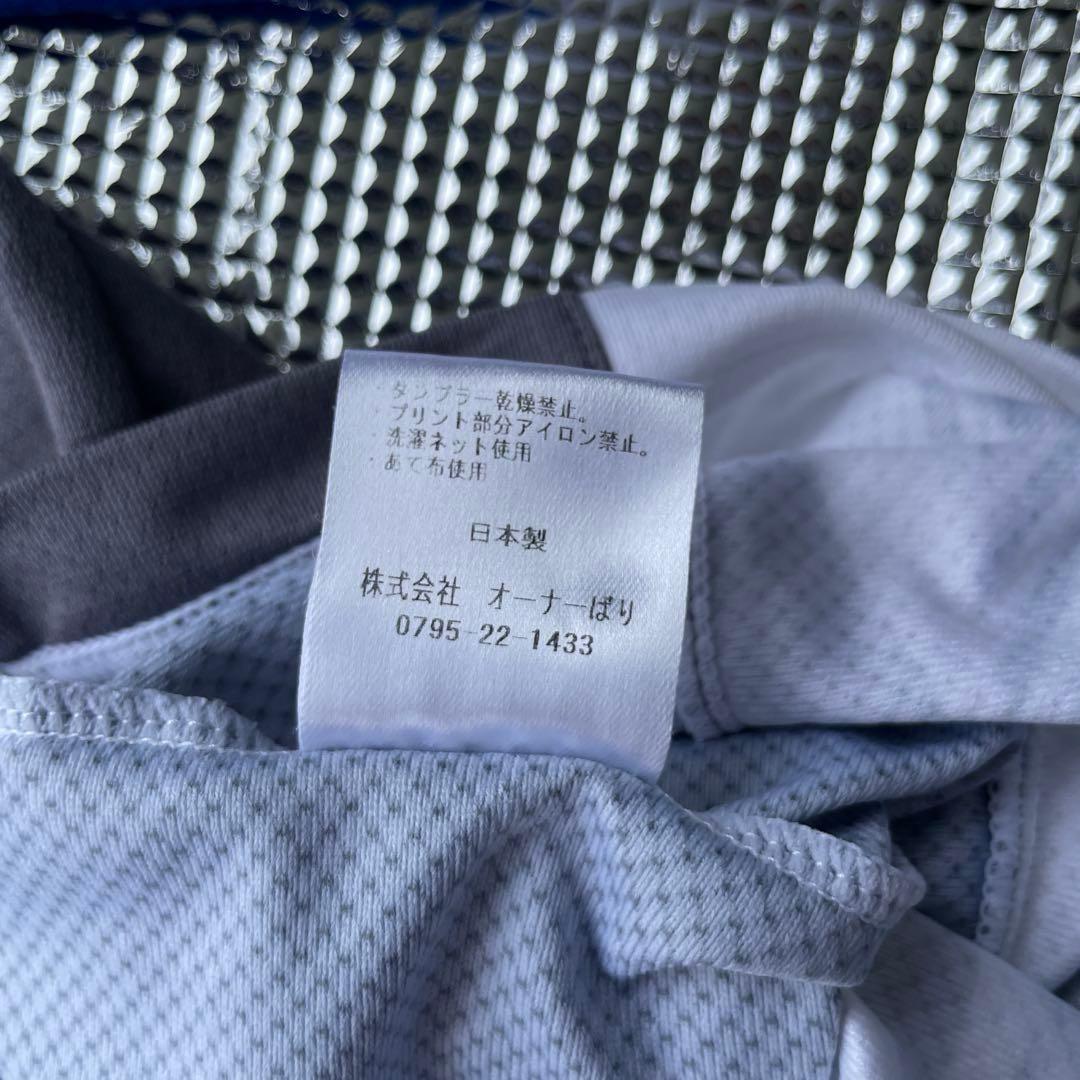 ・タンブラー乾燥禁止。
・プリント部分アイロン禁止。
・洗濯ネット使用
・あて布使用
日本製
株式会社 オーナーばり
0795-22-1433